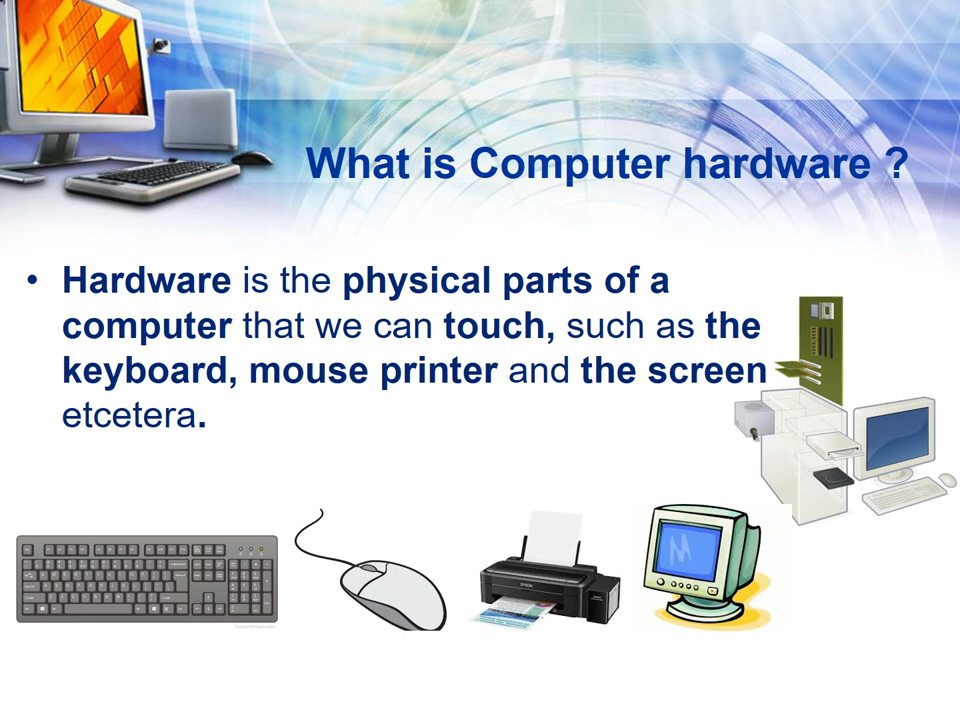 What is Computer hardware ?
• Hardware is the physical parts of a
computer that we can touch, such as the
keyboard, mouse printer and the screen
etcetera.
EPSON